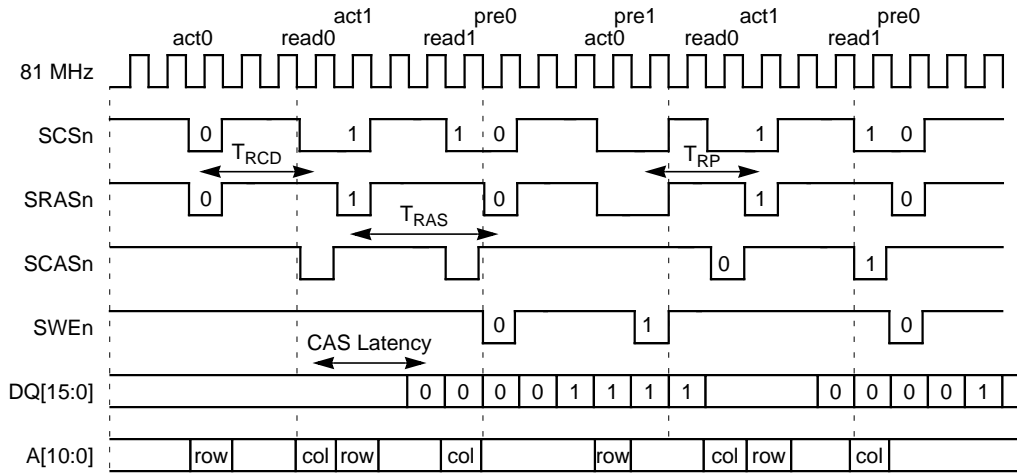 act1 pre0 pre1 act1 pre0
act0 read0 read1 act0 read0 read1
81 MHz
SCSn 0 1 1 0 1 1 0
TRCD TRP
SRASn 0 1 0 1 0
TRAS
SCASn 0 1
SWEn 0 1 0
CAS Latency
DQ[15:0] 0 0 0 0 1 1 1 1 0 0 0 0 1
A[10:0] row col row col row col row col